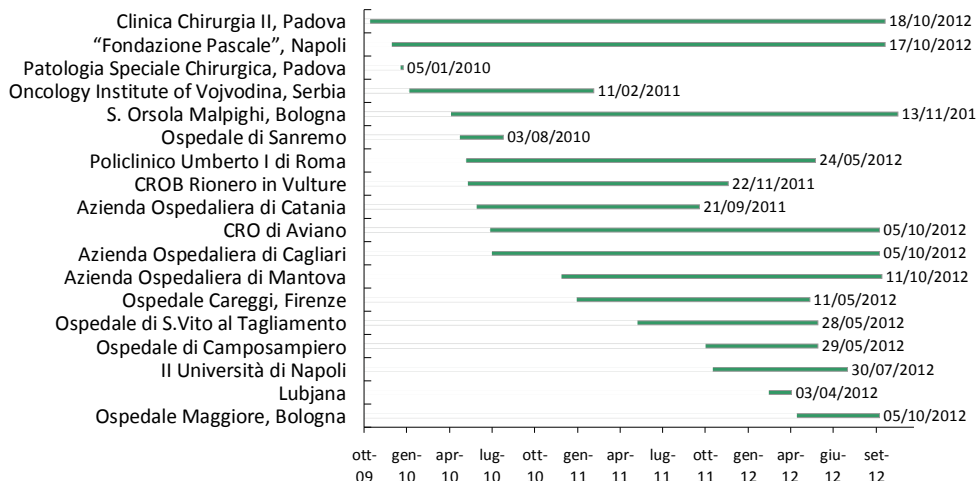 Clinica Chirurgia II, Padova 18/10/2012
“Fondazione Pascale”, Napoli 17/10/2012
Patologia Speciale Chirurgica, Padova 05/01/2010
Oncology Institute of Vojvodina, Serbia 11/02/2011
S. Orsola Malpighi, Bologna 13/11/201
Ospedale di Sanremo 03/08/2010
Policlinico Umberto I di Roma 24/05/2012
CROB Rionero in Vulture 22/11/2011
Azienda Ospedaliera di Catania 21/09/2011
CRO di Aviano 05/10/2012
Azienda Ospedaliera di Cagliari 05/10/2012
Azienda Ospedaliera di Mantova 11/10/2012
Ospedale Careggi, Firenze 11/05/2012
Ospedale di S.Vito al Tagliamento 28/05/2012
Ospedale di Camposampiero 29/05/2012
II Università di Napoli 30/07/2012
Lubjana 03/04/2012
Ospedale Maggiore, Bologna 05/10/2012
ott- gen- apr- lug- ott- gen- apr- lug- ott- gen- apr- giu- set-
09 10 10 10 10 11 11 11 11 12 12 12 12